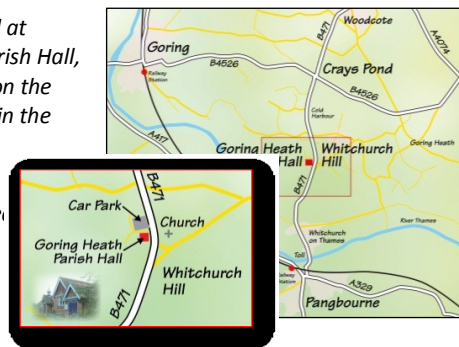 at
rish Hall,
on the
in the
Woodcote
B471
A4074
Goring
B4526
Crays Pond
Railway
Station
B4526
Cold
Harbour
A417
Goring Heath
Hall
Whitchurch
Hill
Goring Heath
B471
Whitchurch
on Thames
River Thames
Toll
Railway
Station
A329
Pangbourne
B471
Car Park
Church
Goring Heath
Parish Hall
Whitchurch
Hill
B471